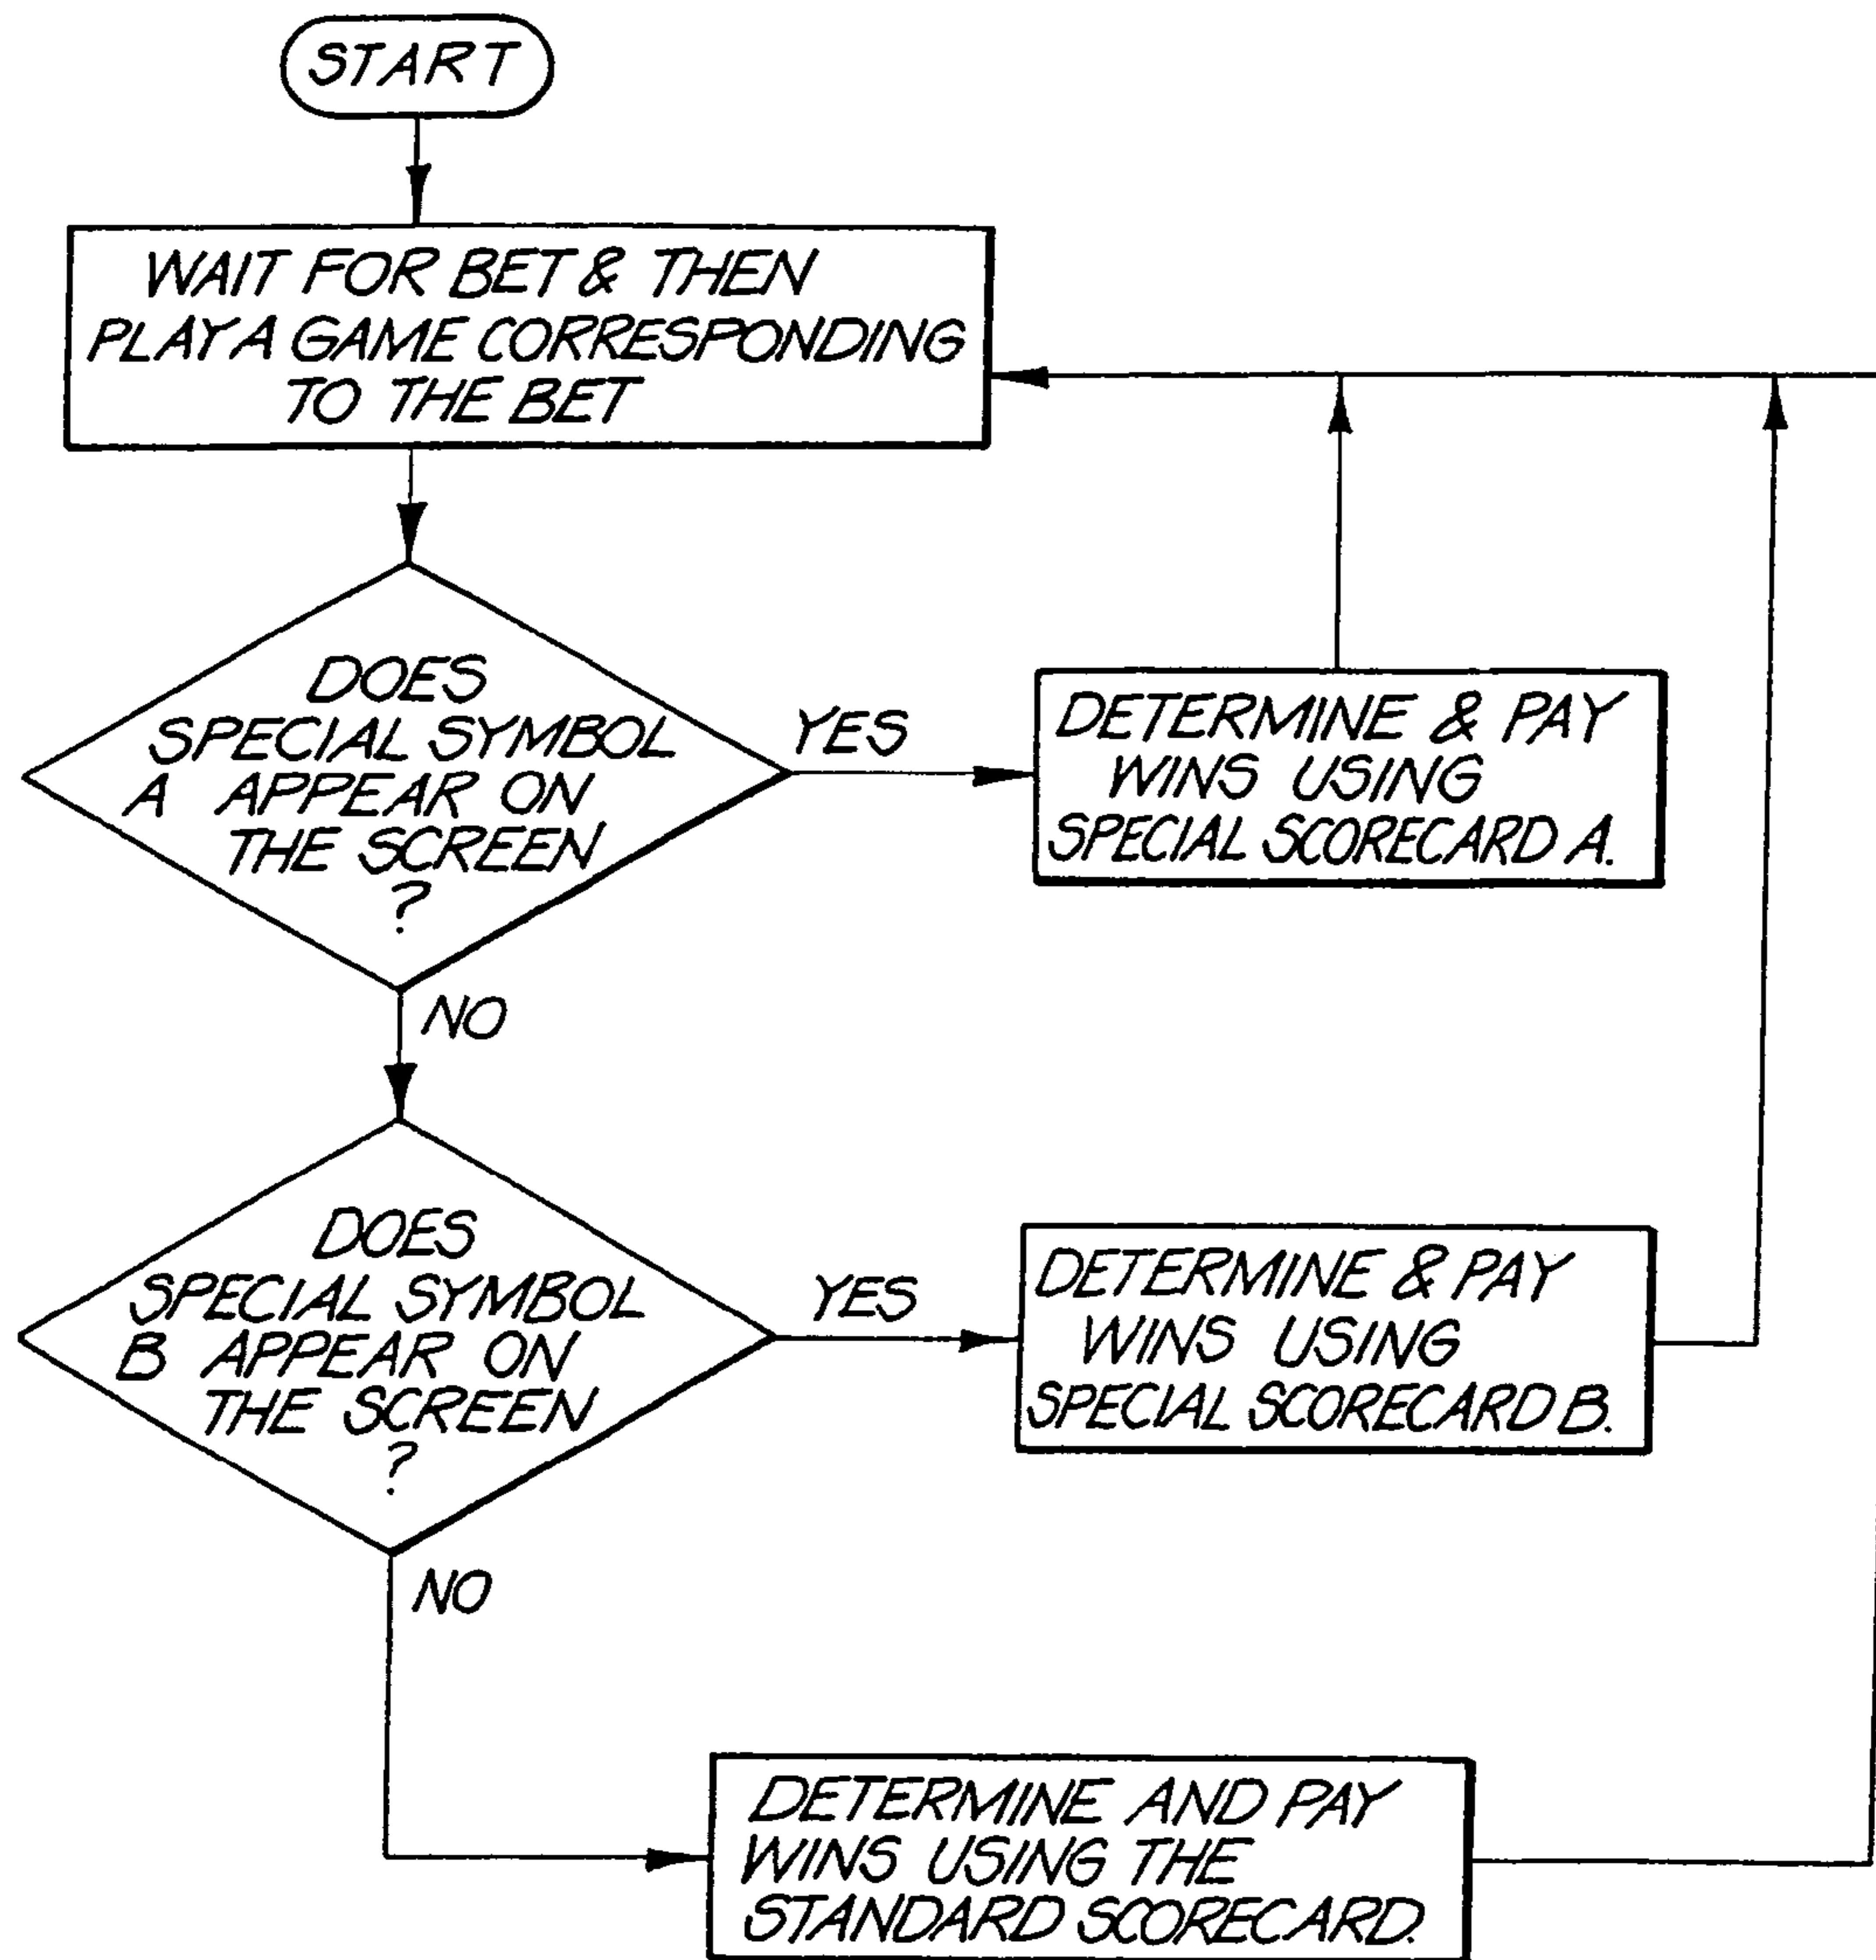 START
WAIT FOR BET & THEN
PLAY A GAME CORRESPONDING
TO THE BET
DOES
SPECIAL SYMBOL
A APPEAR ON
THE SCREEN
?
YES
DETERMINE & PAY
WINS USING
SPECIAL SCORECARD A.
NO
DOES
SPECIAL SYMBOL
B APPEAR ON
THE SCREEN
?
YES
DETERMINE & PAY
WINS USING
SPECIAL SCORECARD B.
NO
DETERMINE AND PAY
WINS USING THE
STANDARD SCORECARD.